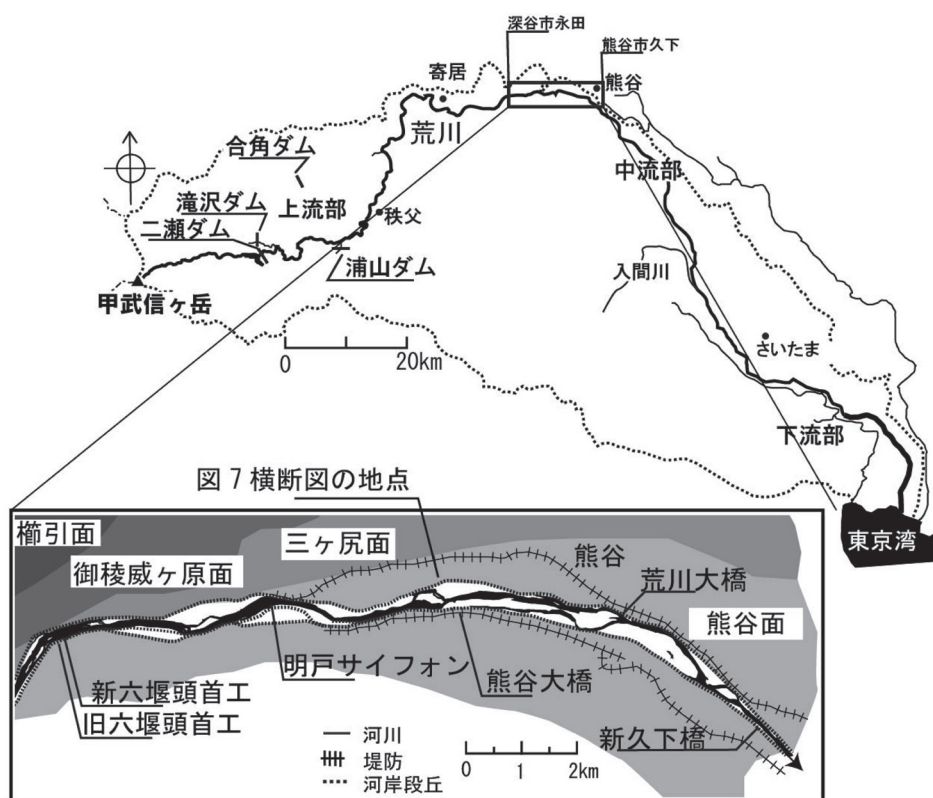 深谷市永田
熊谷市久下
寄居
熊谷
荒川
合角ダム
中流部
滝沢ダム
上流部
秩父
二瀬ダム
浦山ダム
入間川
甲武信ヶ岳
さいたま
0 20km
下流部
図7横断図の地点
東京湾
櫛引面
三ヶ尻面
熊谷
御稜威ヶ原面
荒川大橋
熊谷面
明戸サイフォン
熊谷大橋
新六堰頭首工
旧六堰頭首工
新久下橋
河川
堤防
河岸段丘
0 1 2km